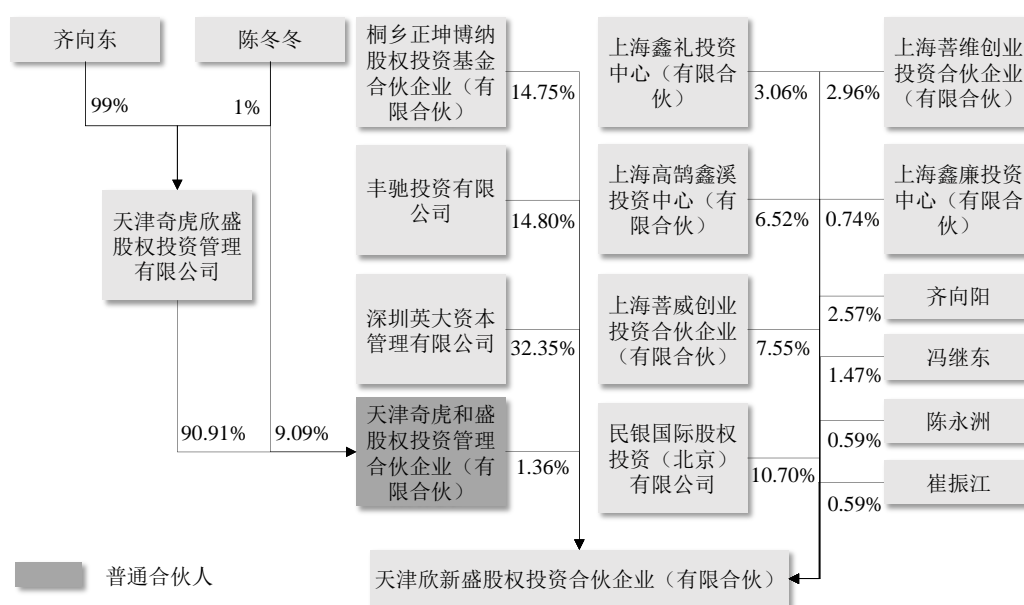 齐向东
陈冬冬
99%
1%
天津奇虎欣盛
股权投资管理
有限公司
90.91%
9.09%
桐乡正坤博纳
股权投资基金
合伙企业（有
限合伙）
14.75%
丰驰投资有限
公司
14.80%
深圳英大资本
管理有限公司
32.35%
天津奇虎和盛
股权投资管理
合伙企业（有
限合伙）
1.36%
上海鑫礼投资
中心（有限合
伙）
3.06%
上海高鹄鑫溪
投资中心（有
限合伙）
6.52%
上海菩威创业
投资合伙企业
（有限合伙）
7.55%
民银国际股权
投资（北京）
有限公司
10.70%
上海菩维创业
投资合伙企业
（有限合伙）
2.96%
上海鑫廉投资
中心（有限合
伙）
0.74%
齐向阳
2.57%
冯继东
1.47%
陈永洲
0.59%
崔振江
0.59%
天津欣新盛股权投资合伙企业（有限合伙）
普通合伙人